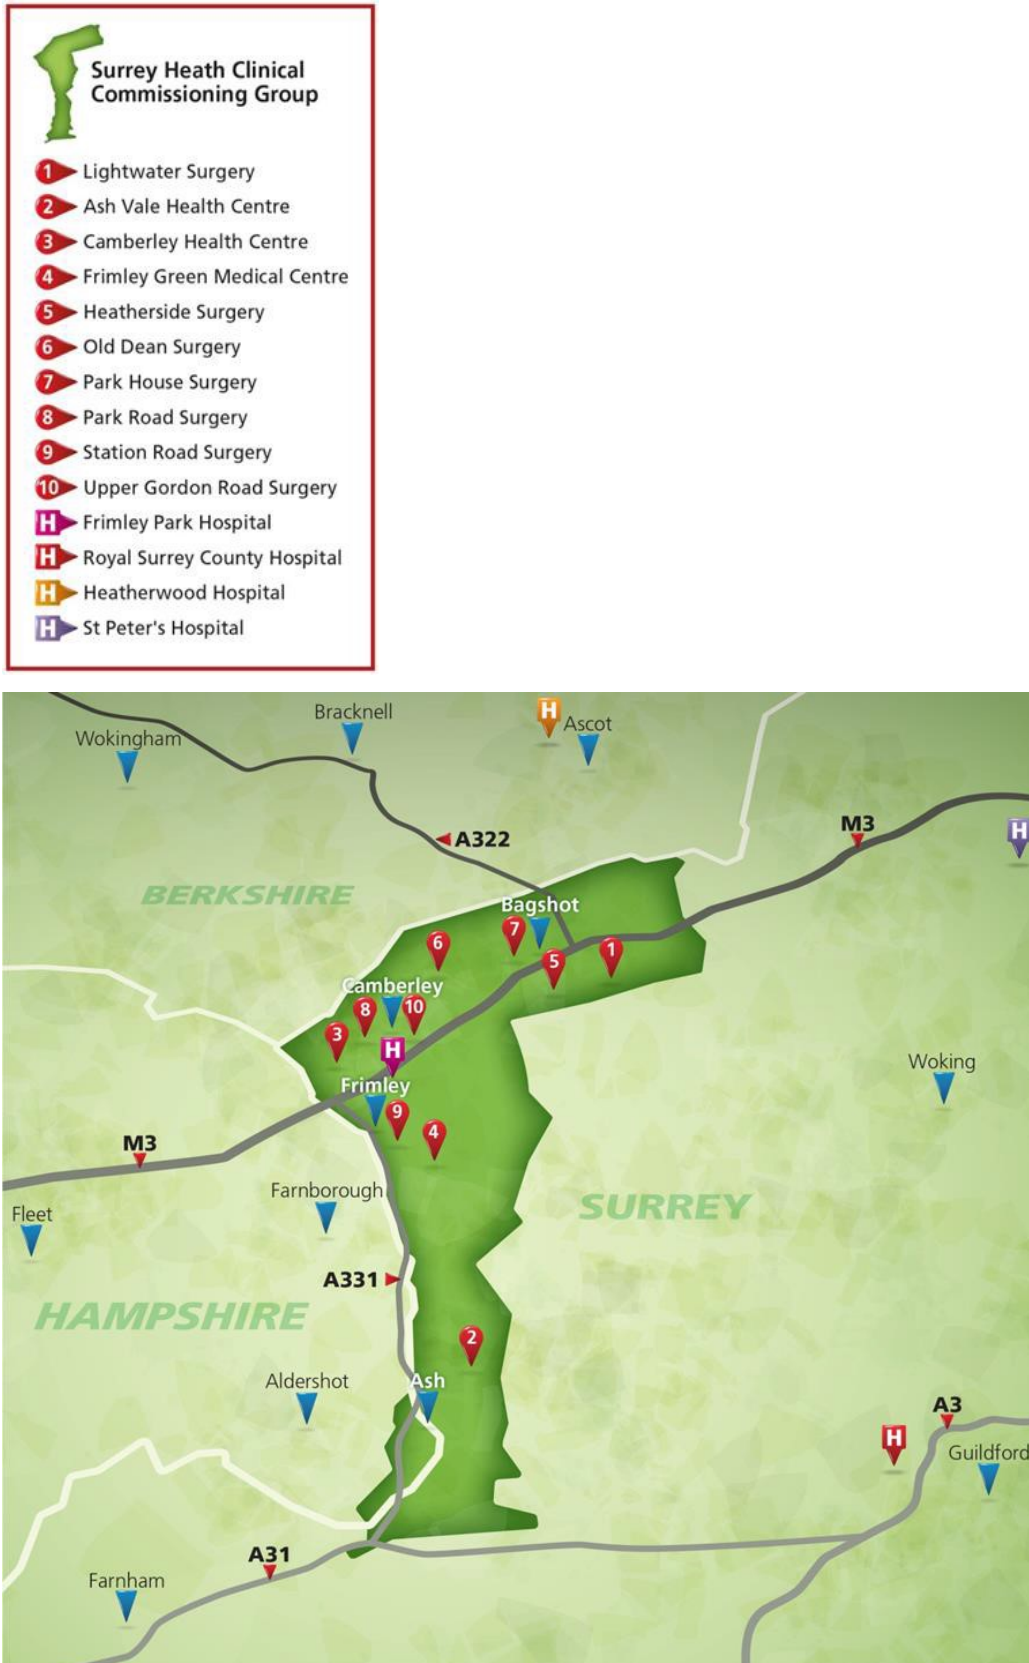 Surrey Heath Clinical
Commissioning Group
1 Lightwater Surgery
2 Ash Vale Health Centre
3 Camberley Health Centre
4 Frimley Green Medical Centre
5 Heatherside Surgery
6 Old Dean Surgery
7 Park House Surgery
8 Park Road Surgery
9 Station Road Surgery
10 Upper Gordon Road Surgery
H Frimley Park Hospital
H Royal Surrey County Hospital
H Heatherwood Hospital
H St Peter's Hospital
Bracknell
H
Ascot
Wokingham
M3
H
A322
BERKSHIRE
Bagshot
7
6
1
5
Camberley
8
10
3
H
Woking
Frimley
9
4
M3
Farnborough
SURREY
Fleet
A331
HAMPSHIRE
2
Aldershot
Ash
A3
H
Guildford
A31
Farnham